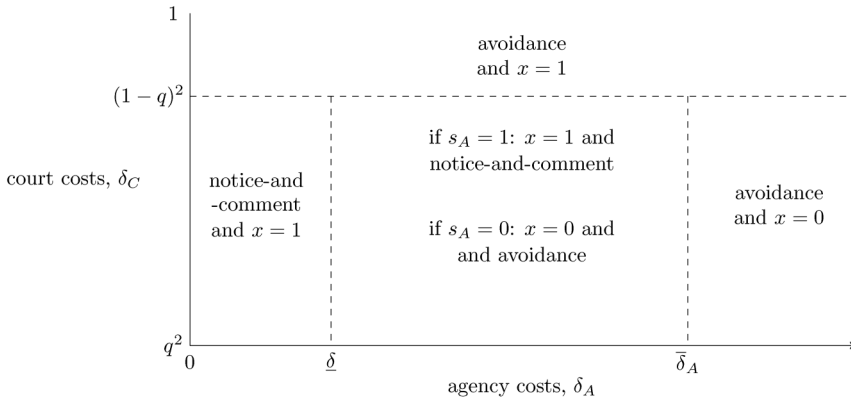 1
avoidance
and x = 1
(1 − q)²
if s_A = 1: x = 1 and
notice-and-comment
court costs, δ_C
notice-and
-comment
and x = 1
avoidance
and x = 0
if s_A = 0: x = 0 and
and avoidance
q²
0
δ̲
δ̅_A
agency costs, δ_A